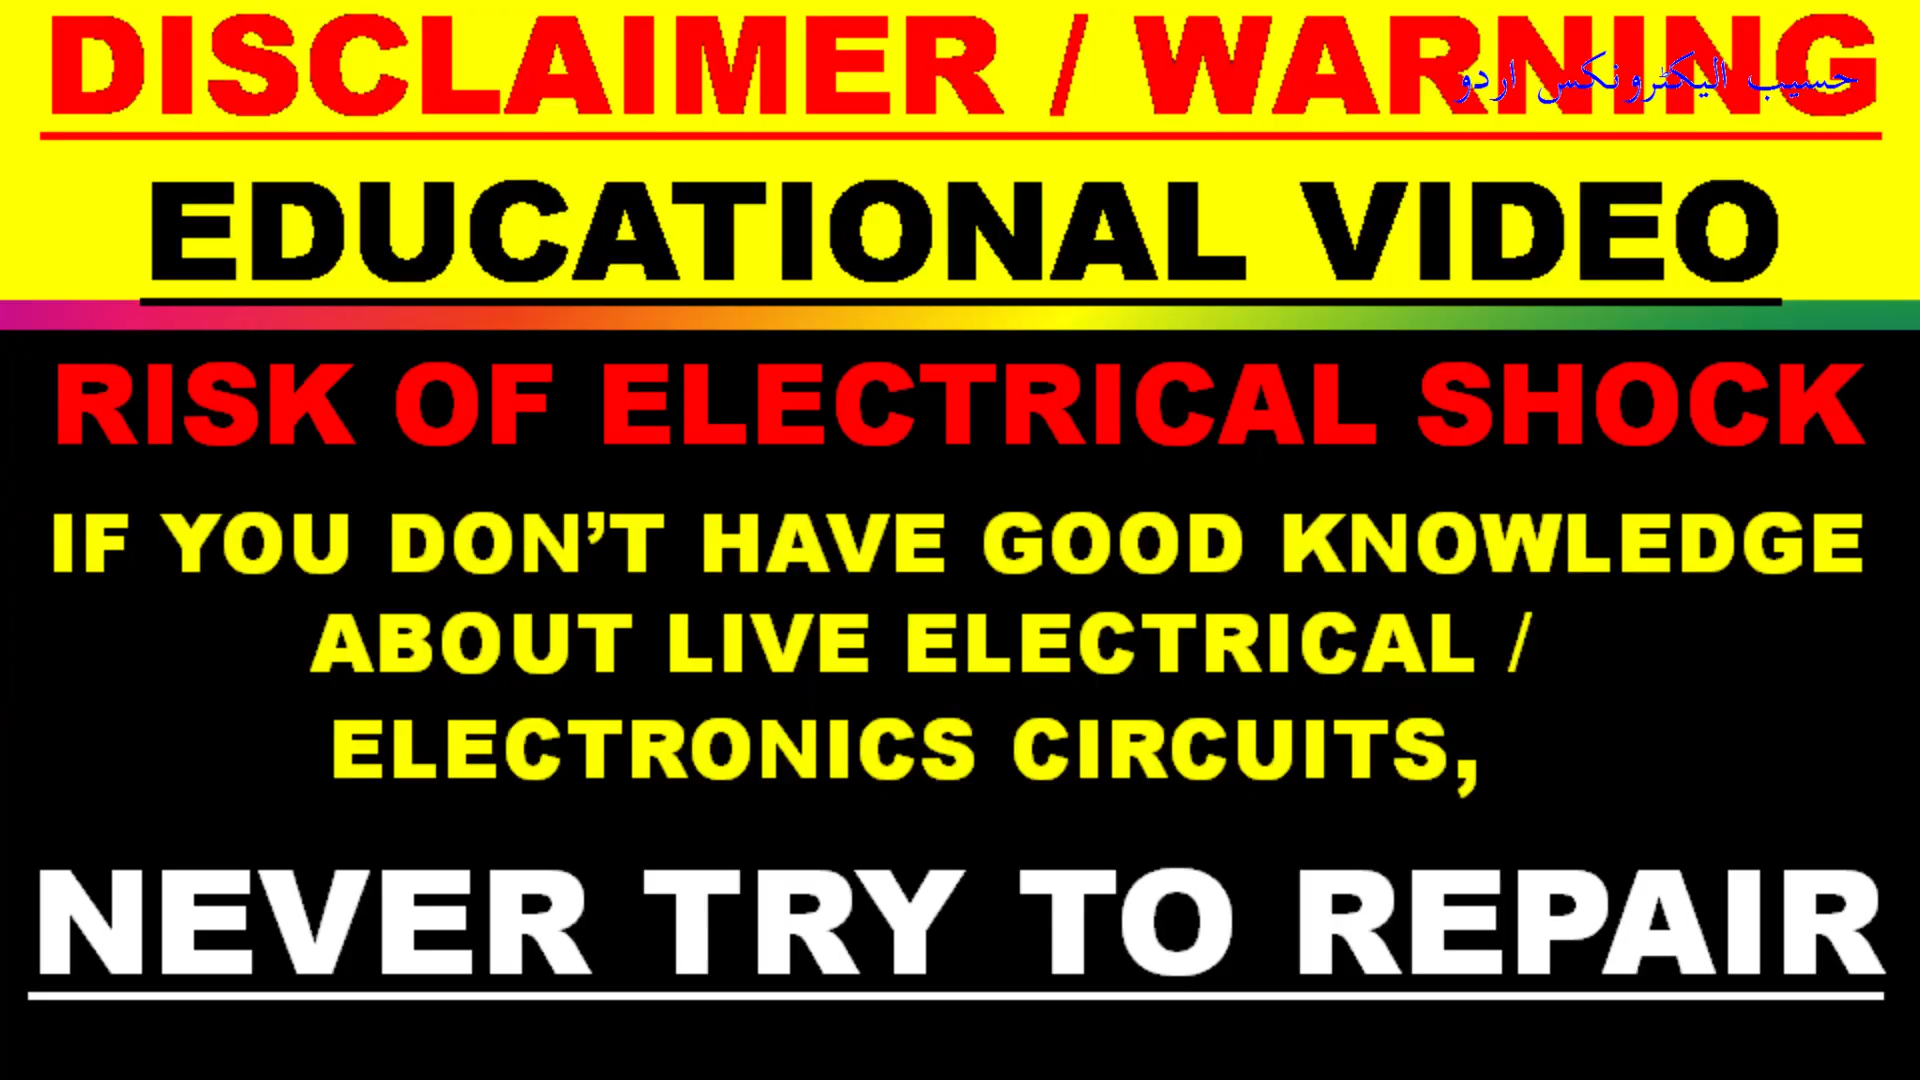 DISCLAIMER / WARNING
حسیب الیکٹرونکس اردو
EDUCATIONAL VIDEO
RISK OF ELECTRICAL SHOCK
IF YOU DON’T HAVE GOOD KNOWLEDGE
ABOUT LIVE ELECTRICAL /
ELECTRONICS CIRCUITS,
NEVER TRY TO REPAIR